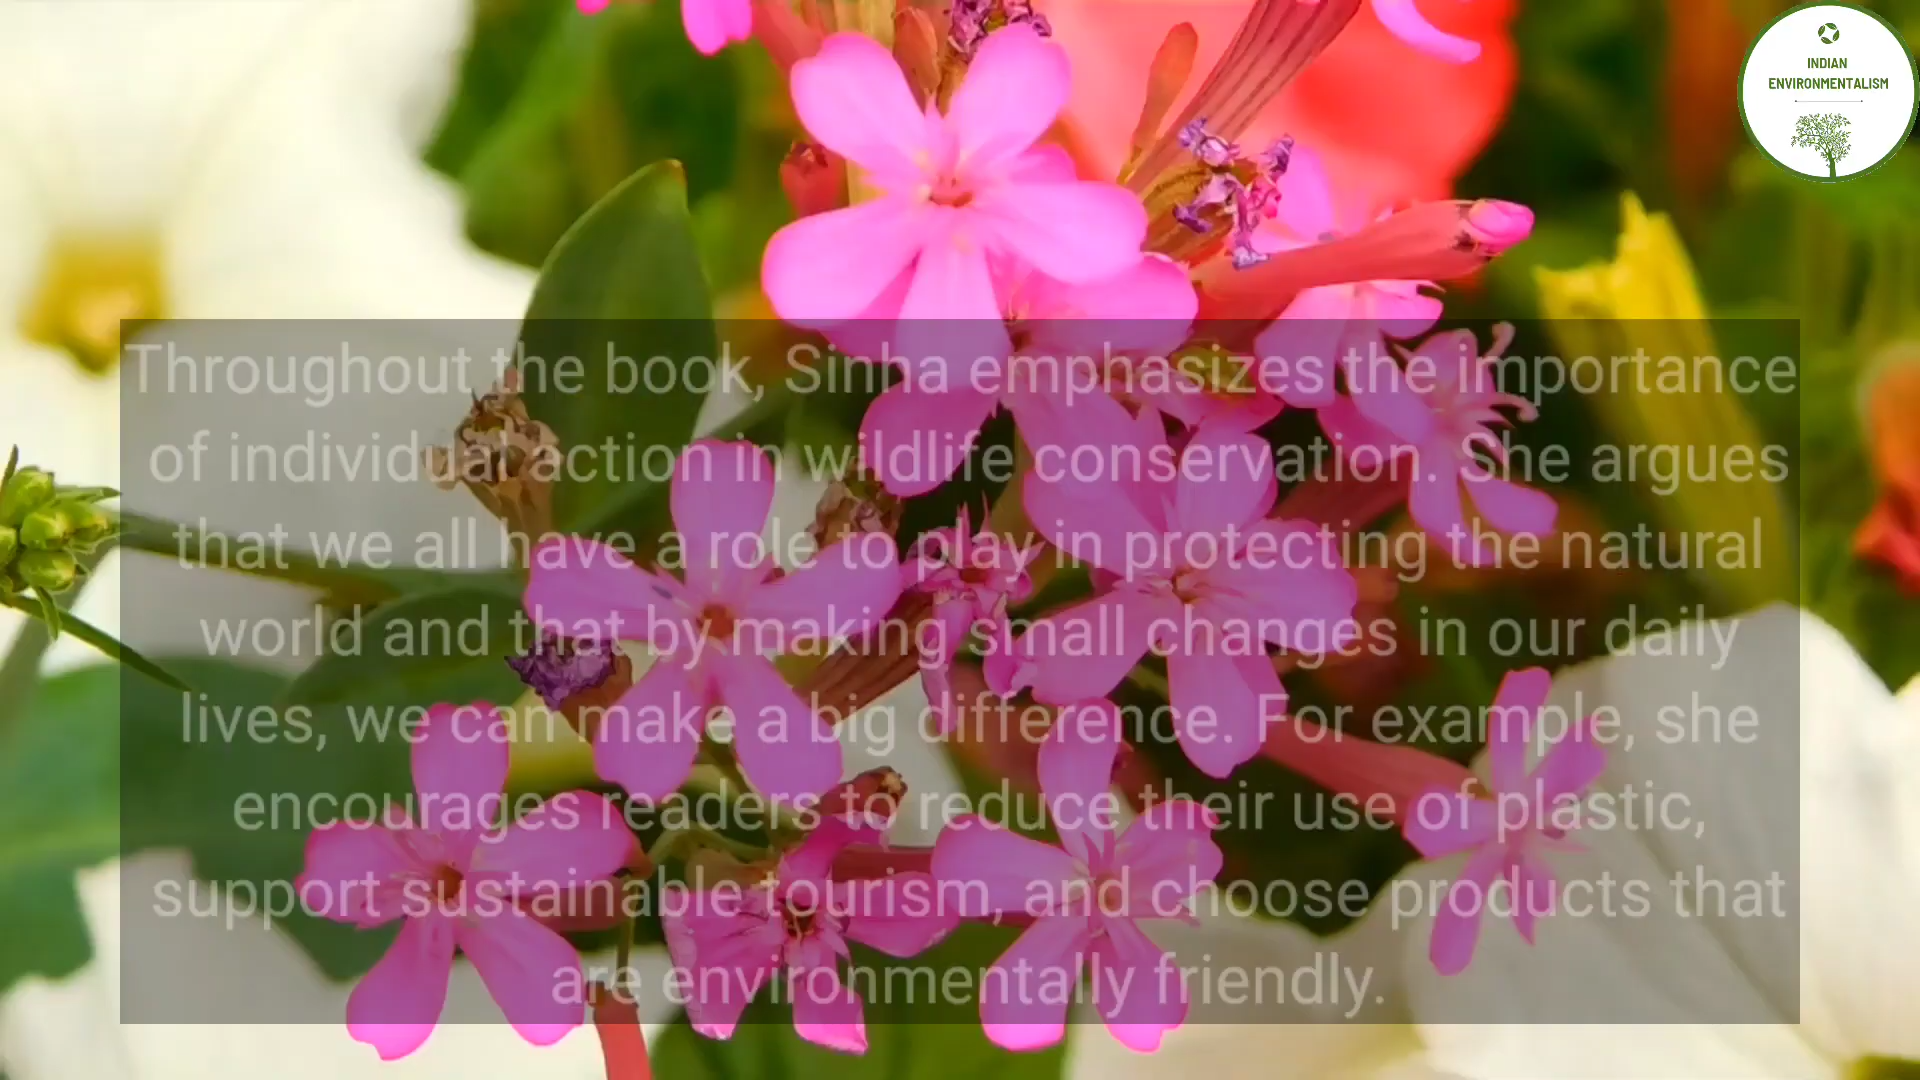 INDIAN
ENVIRONMENTALISM
Throughout the book, Sinha emphasizes the importance
of individual action in wildlife conservation. She argues
that we all have a role to play in protecting the natural
world and that by making small changes in our daily
lives, we can make a big difference. For example, she
encourages readers to reduce their use of plastic,
support sustainable tourism, and choose products that
are environmentally friendly.